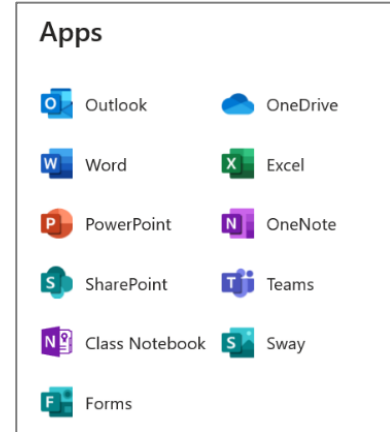 Apps
Outlook OneDrive
Word Excel
PowerPoint OneNote
SharePoint Teams
Class Notebook Sway
Forms